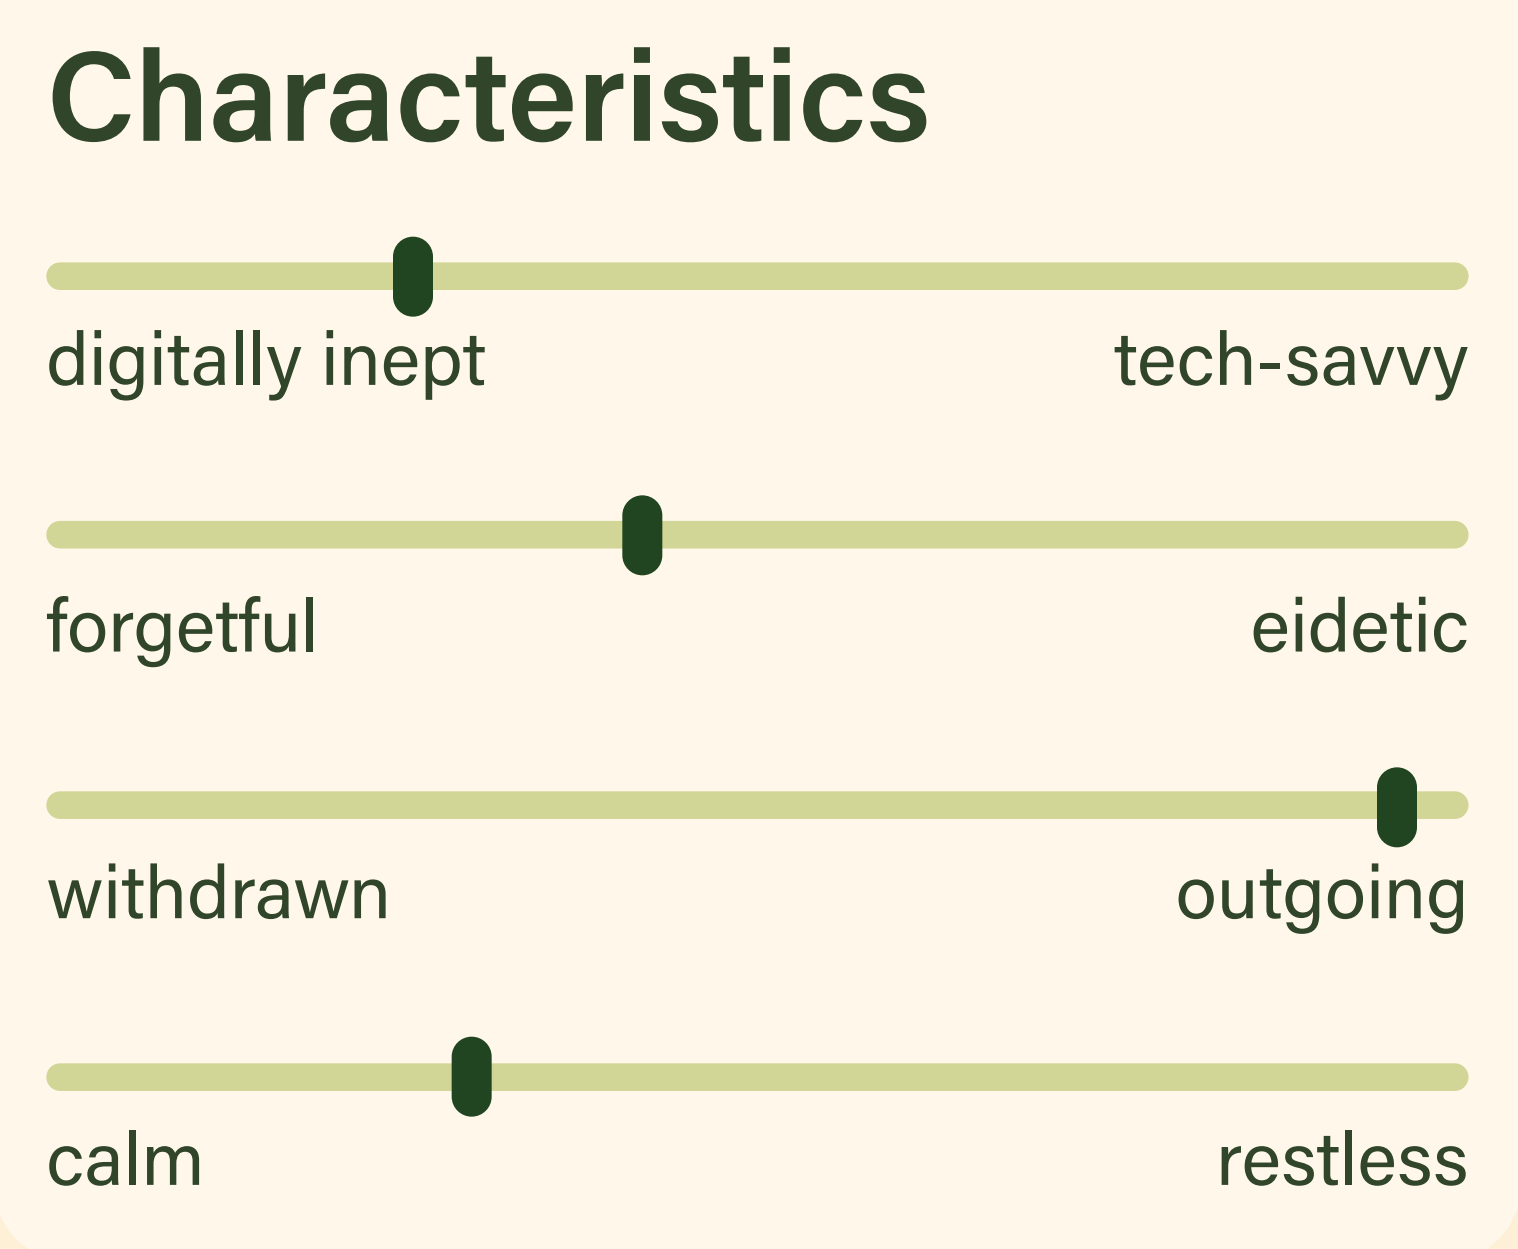 Characteristics
digitally inept tech-savvy
forgetful eidetic
withdrawn outgoing
calm restless